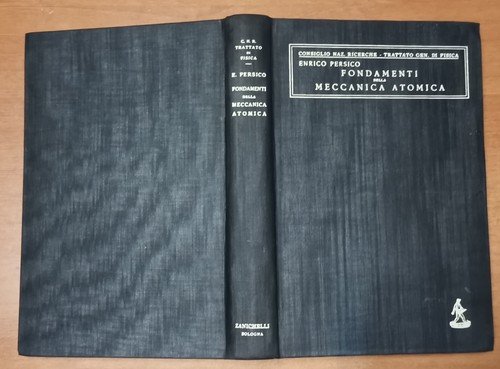 C. N. R.
TRATTATO
DI
FISICA
E. PERSICO
FONDAMENTI
DELLA
MECCANICA
ATOMICA
ZANICHELLI
BOLOGNA
CONSIGLIO NAZ. RICERCHE - TRATTATO GEN. DI FISICA
ENRICO PERSICO
FONDAMENTI
DELLA
MECCANICA ATOMICA